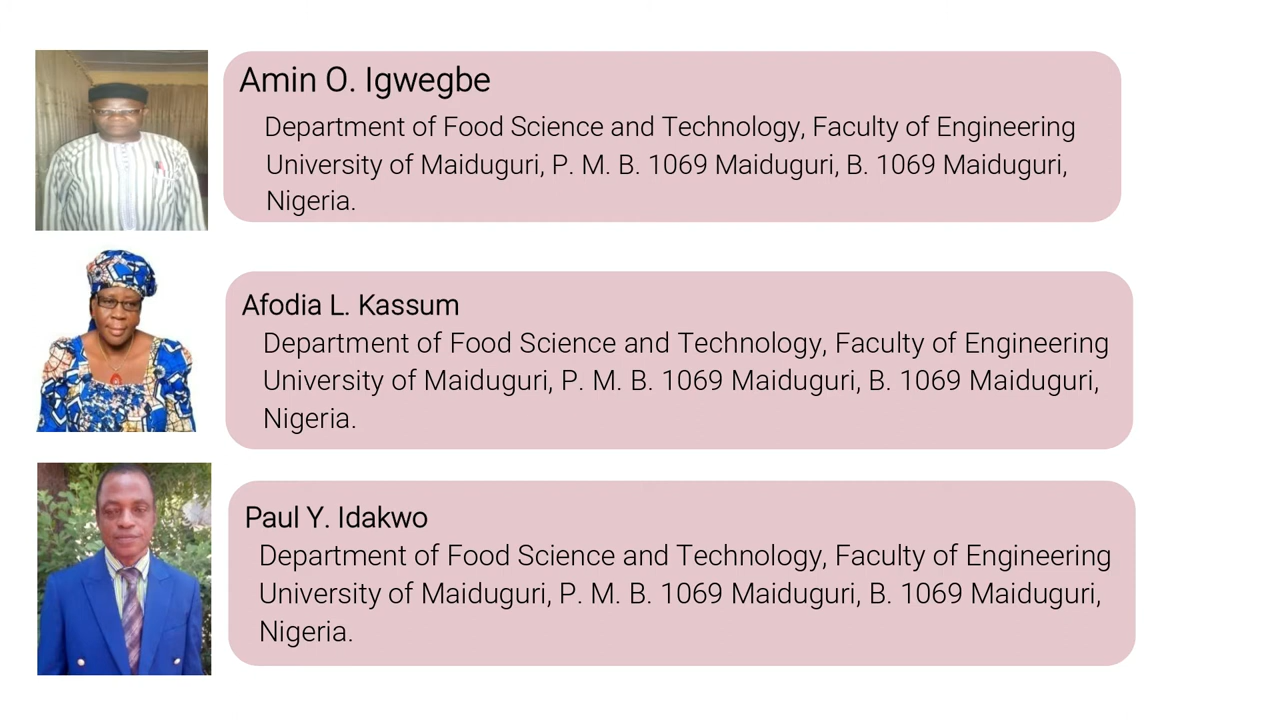 Amin O. Igwegbe
Department of Food Science and Technology, Faculty of Engineering
University of Maiduguri, P. M. B. 1069 Maiduguri, B. 1069 Maiduguri,
Nigeria.
Afodia L. Kassum
Department of Food Science and Technology, Faculty of Engineering
University of Maiduguri, P. M. B. 1069 Maiduguri, B. 1069 Maiduguri,
Nigeria.
Paul Y. Idakwo
Department of Food Science and Technology, Faculty of Engineering
University of Maiduguri, P. M. B. 1069 Maiduguri, B. 1069 Maiduguri,
Nigeria.